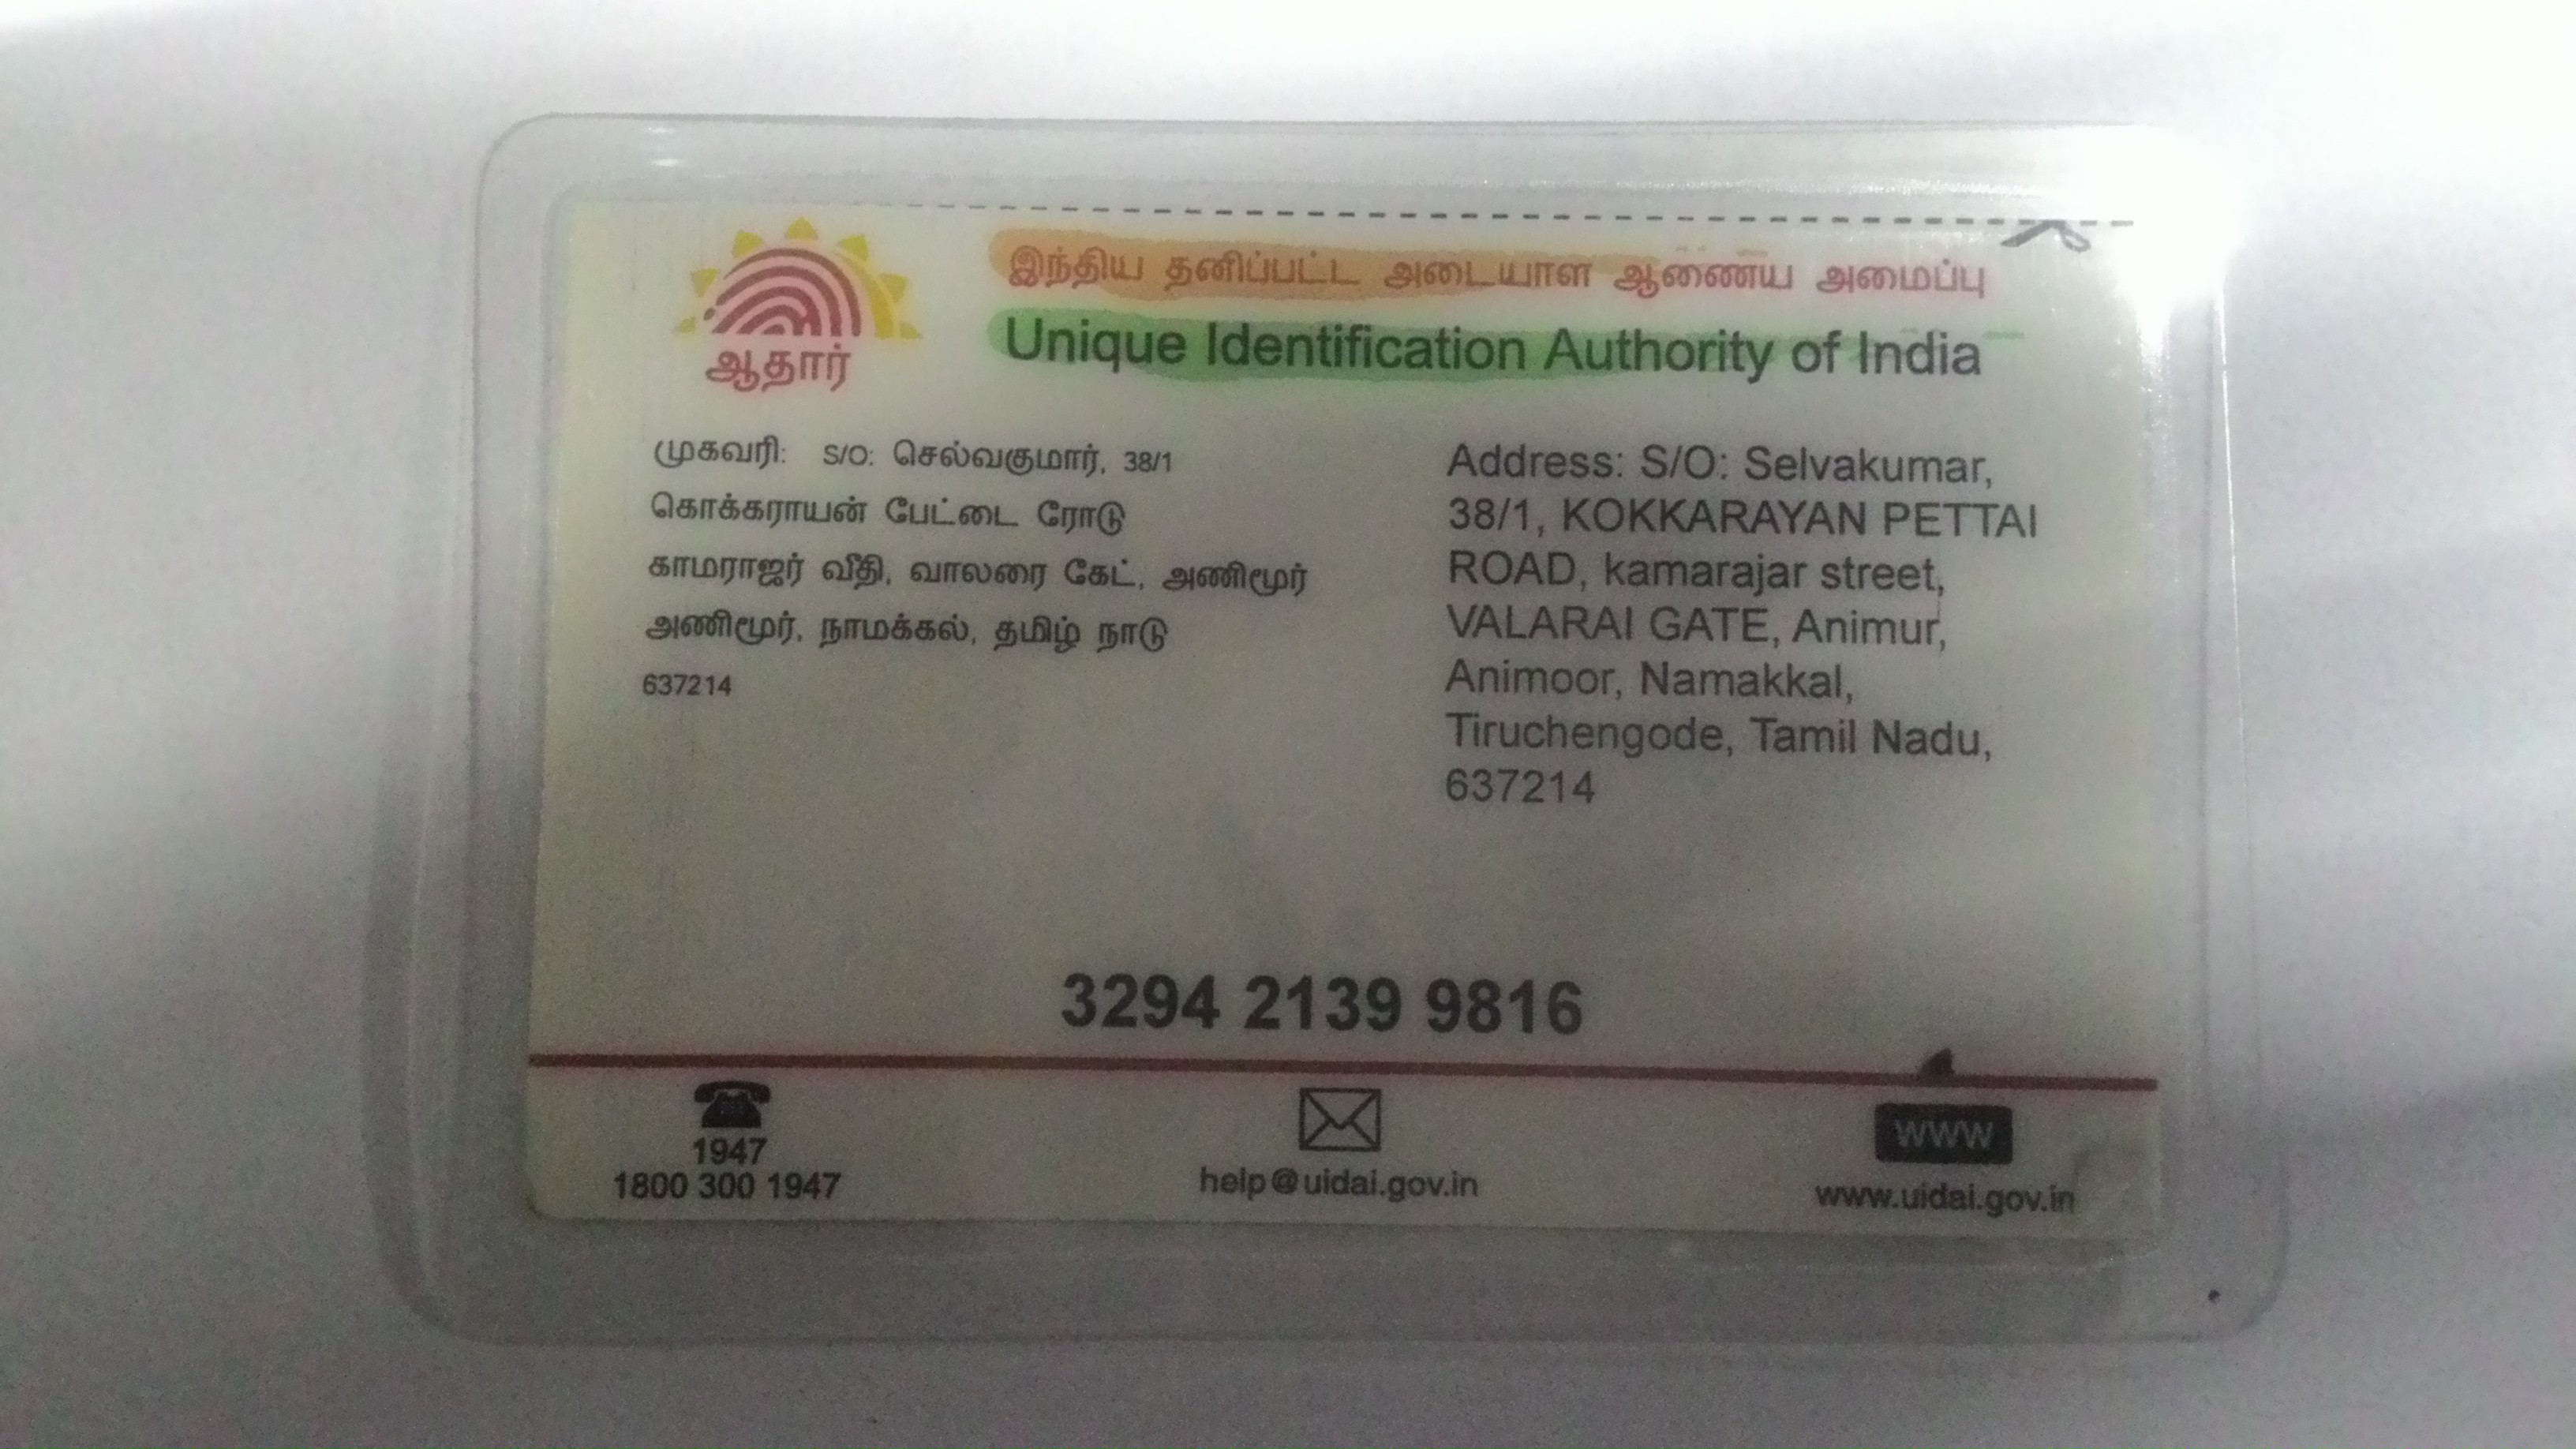 இந்திய தனிப்பட்ட அடையாள ஆணைய அமைப்பு
Unique Identification Authority of India
ஆதார்
முகவரி: S/O: செல்வகுமார், 38/1
கொக்கராயன் பேட்டை ரோடு
காமராஜர் வீதி, வாலரை கேட், அணிமூர்
அணிமூர், நாமக்கல், தமிழ் நாடு
637214
Address: S/O: Selvakumar,
38/1, KOKKARAYAN PETTAI
ROAD, kamarajar street,
VALARAI GATE, Animur,
Animoor, Namakkal,
Tiruchengode, Tamil Nadu,
637214
3294 2139 9816
1947
1800 300 1947
help@uidai.gov.in
WWW
www.uidai.gov.in